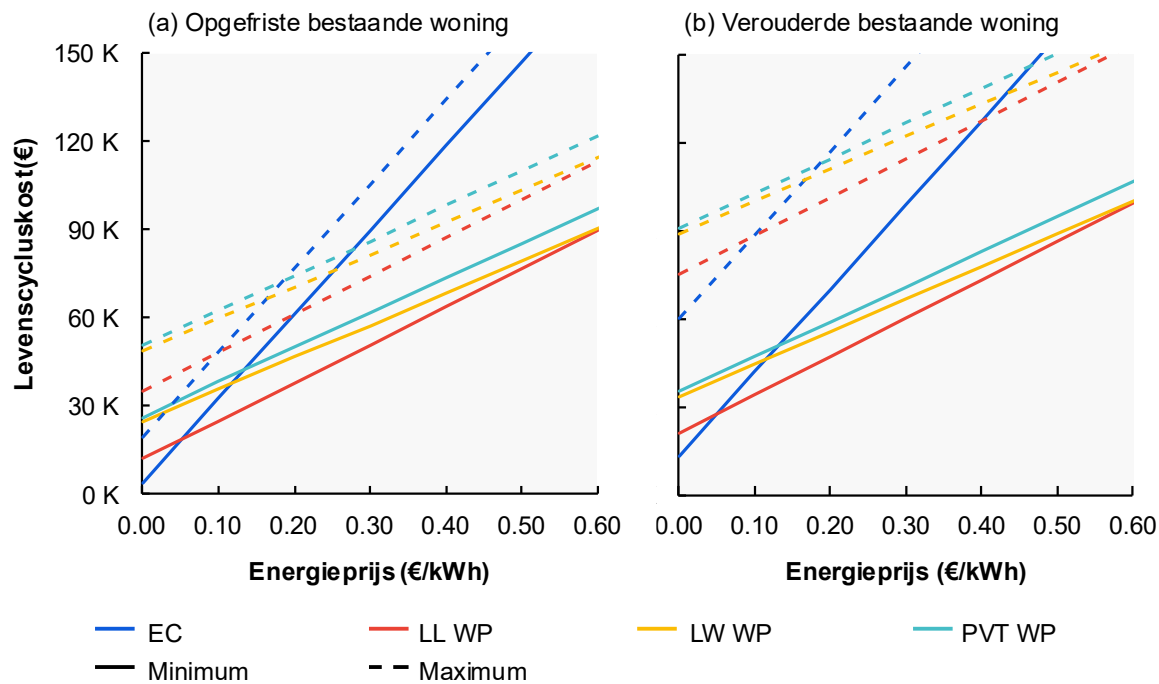 (a) Opgefriste bestaande woning
(b) Verouderde bestaande woning
Levenscycluskost(€)
150 K
120 K
90 K
60 K
30 K
0 K
0.00 0.10 0.20 0.30 0.40 0.50 0.60
0.00 0.10 0.20 0.30 0.40 0.50 0.60
Energieprijs (€/kWh)
Energieprijs (€/kWh)
EC LL WP LW WP PVT WP
Minimum Maximum